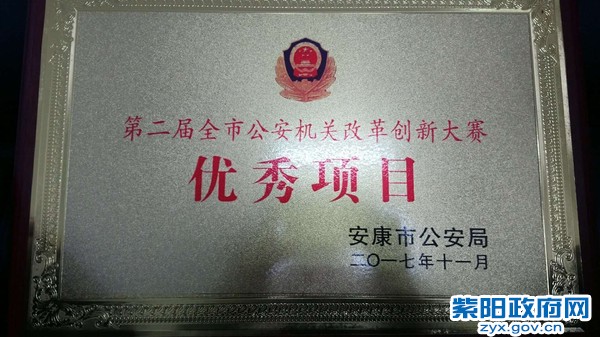 第二届全市公安机关改革创新大赛
优秀项目
安康市公安局
二〇一七年十一月
紫阳政府网
zyx.gov.cn